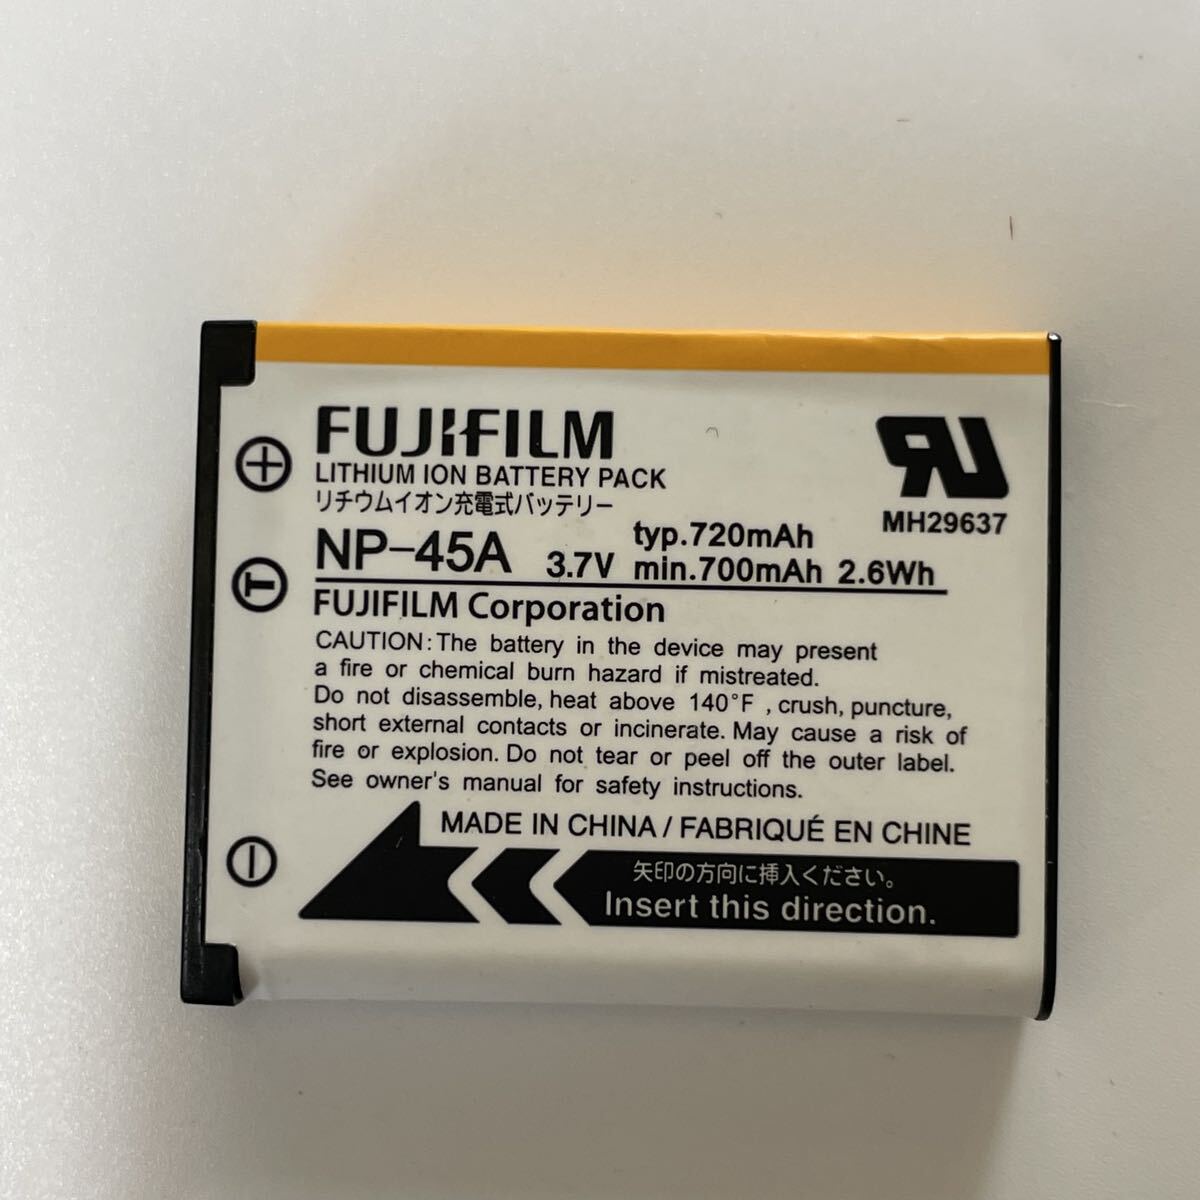 FUJIFILM
LITHIUM ION BATTERY PACK
リチウムイオン充電式バッテリー
NP-45A 3.7V typ.720mAh
min.700mAh 2.6Wh
MH29637
FUJIFILM Corporation
CAUTION: The battery in the device may present
a fire or chemical burn hazard if mistreated.
Do not disassemble, heat above 140°F , crush, puncture,
short external contacts or incinerate. May cause a risk of
fire or explosion. Do not tear or peel off the outer label.
See owner's manual for safety instructions.
MADE IN CHINA / FABRIQUÉ EN CHINE
矢印の方向に挿入ください。
Insert this direction.
+
T
−